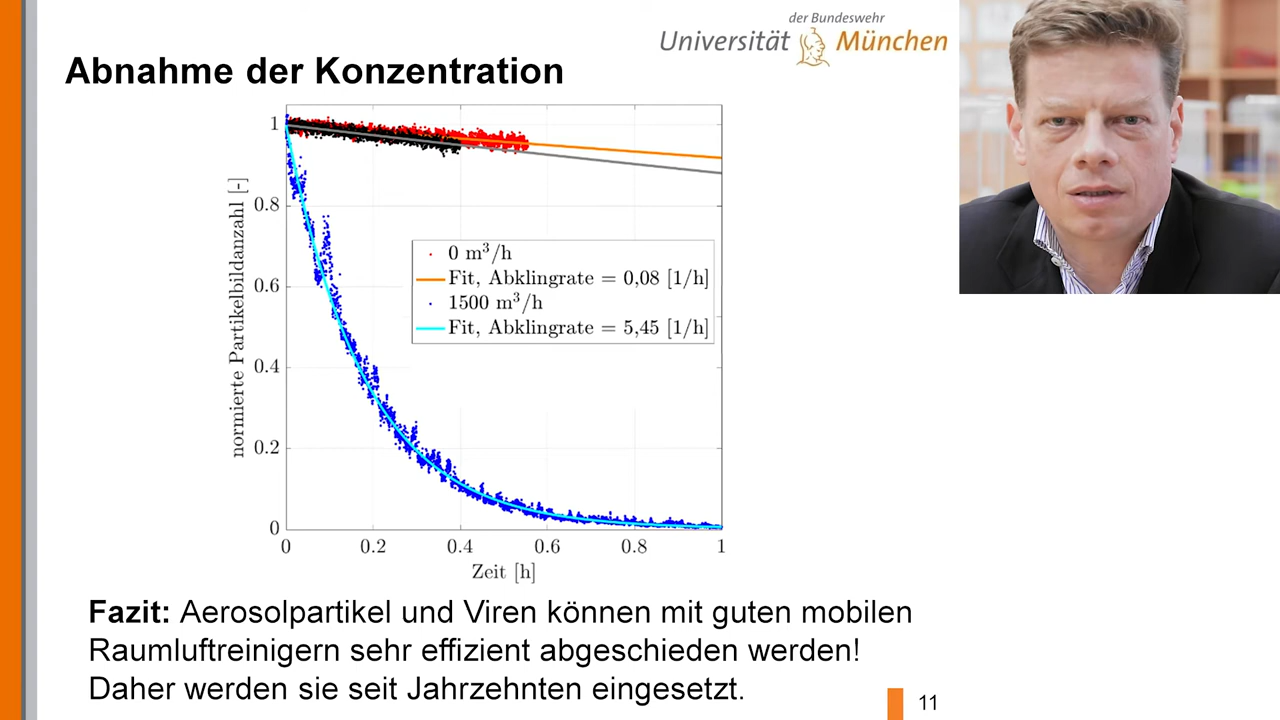 der Bundeswehr
Universität München
Abnahme der Konzentration
normierte Partikelbildanzahl [-]
1
0.8
0.6
0.4
0.2
0
0 m³/h
Fit, Abklingrate = 0,08 [1/h]
1500 m³/h
Fit, Abklingrate = 5,45 [1/h]
0 0.2 0.4 0.6 0.8 1
Zeit [h]
Fazit: Aerosolpartikel und Viren können mit guten mobilen
Raumluftreinigern sehr effizient abgeschieden werden!
Daher werden sie seit Jahrzehnten eingesetzt.
11